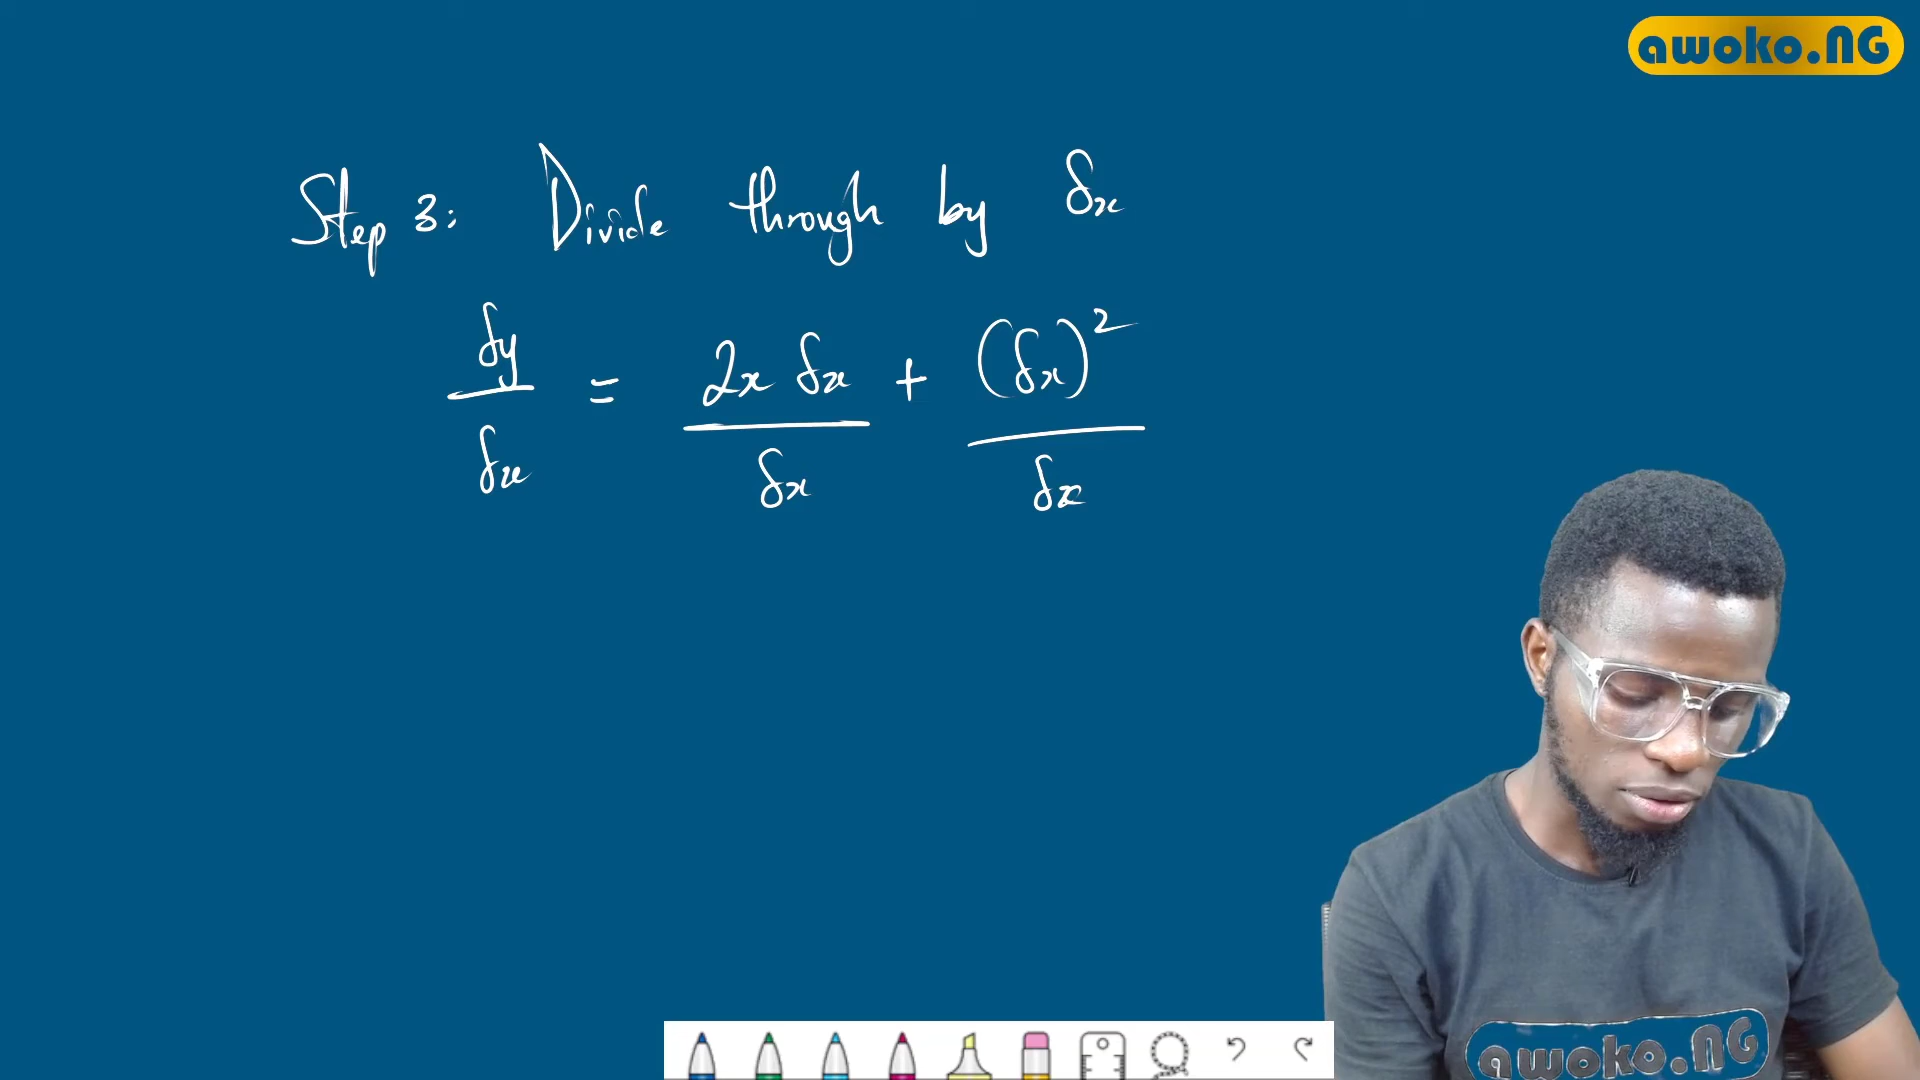 awoko.NG
Step 3: Divide through by δx
δy/δx = 2x δx/δx + (δx)²/δx
awoko.NG